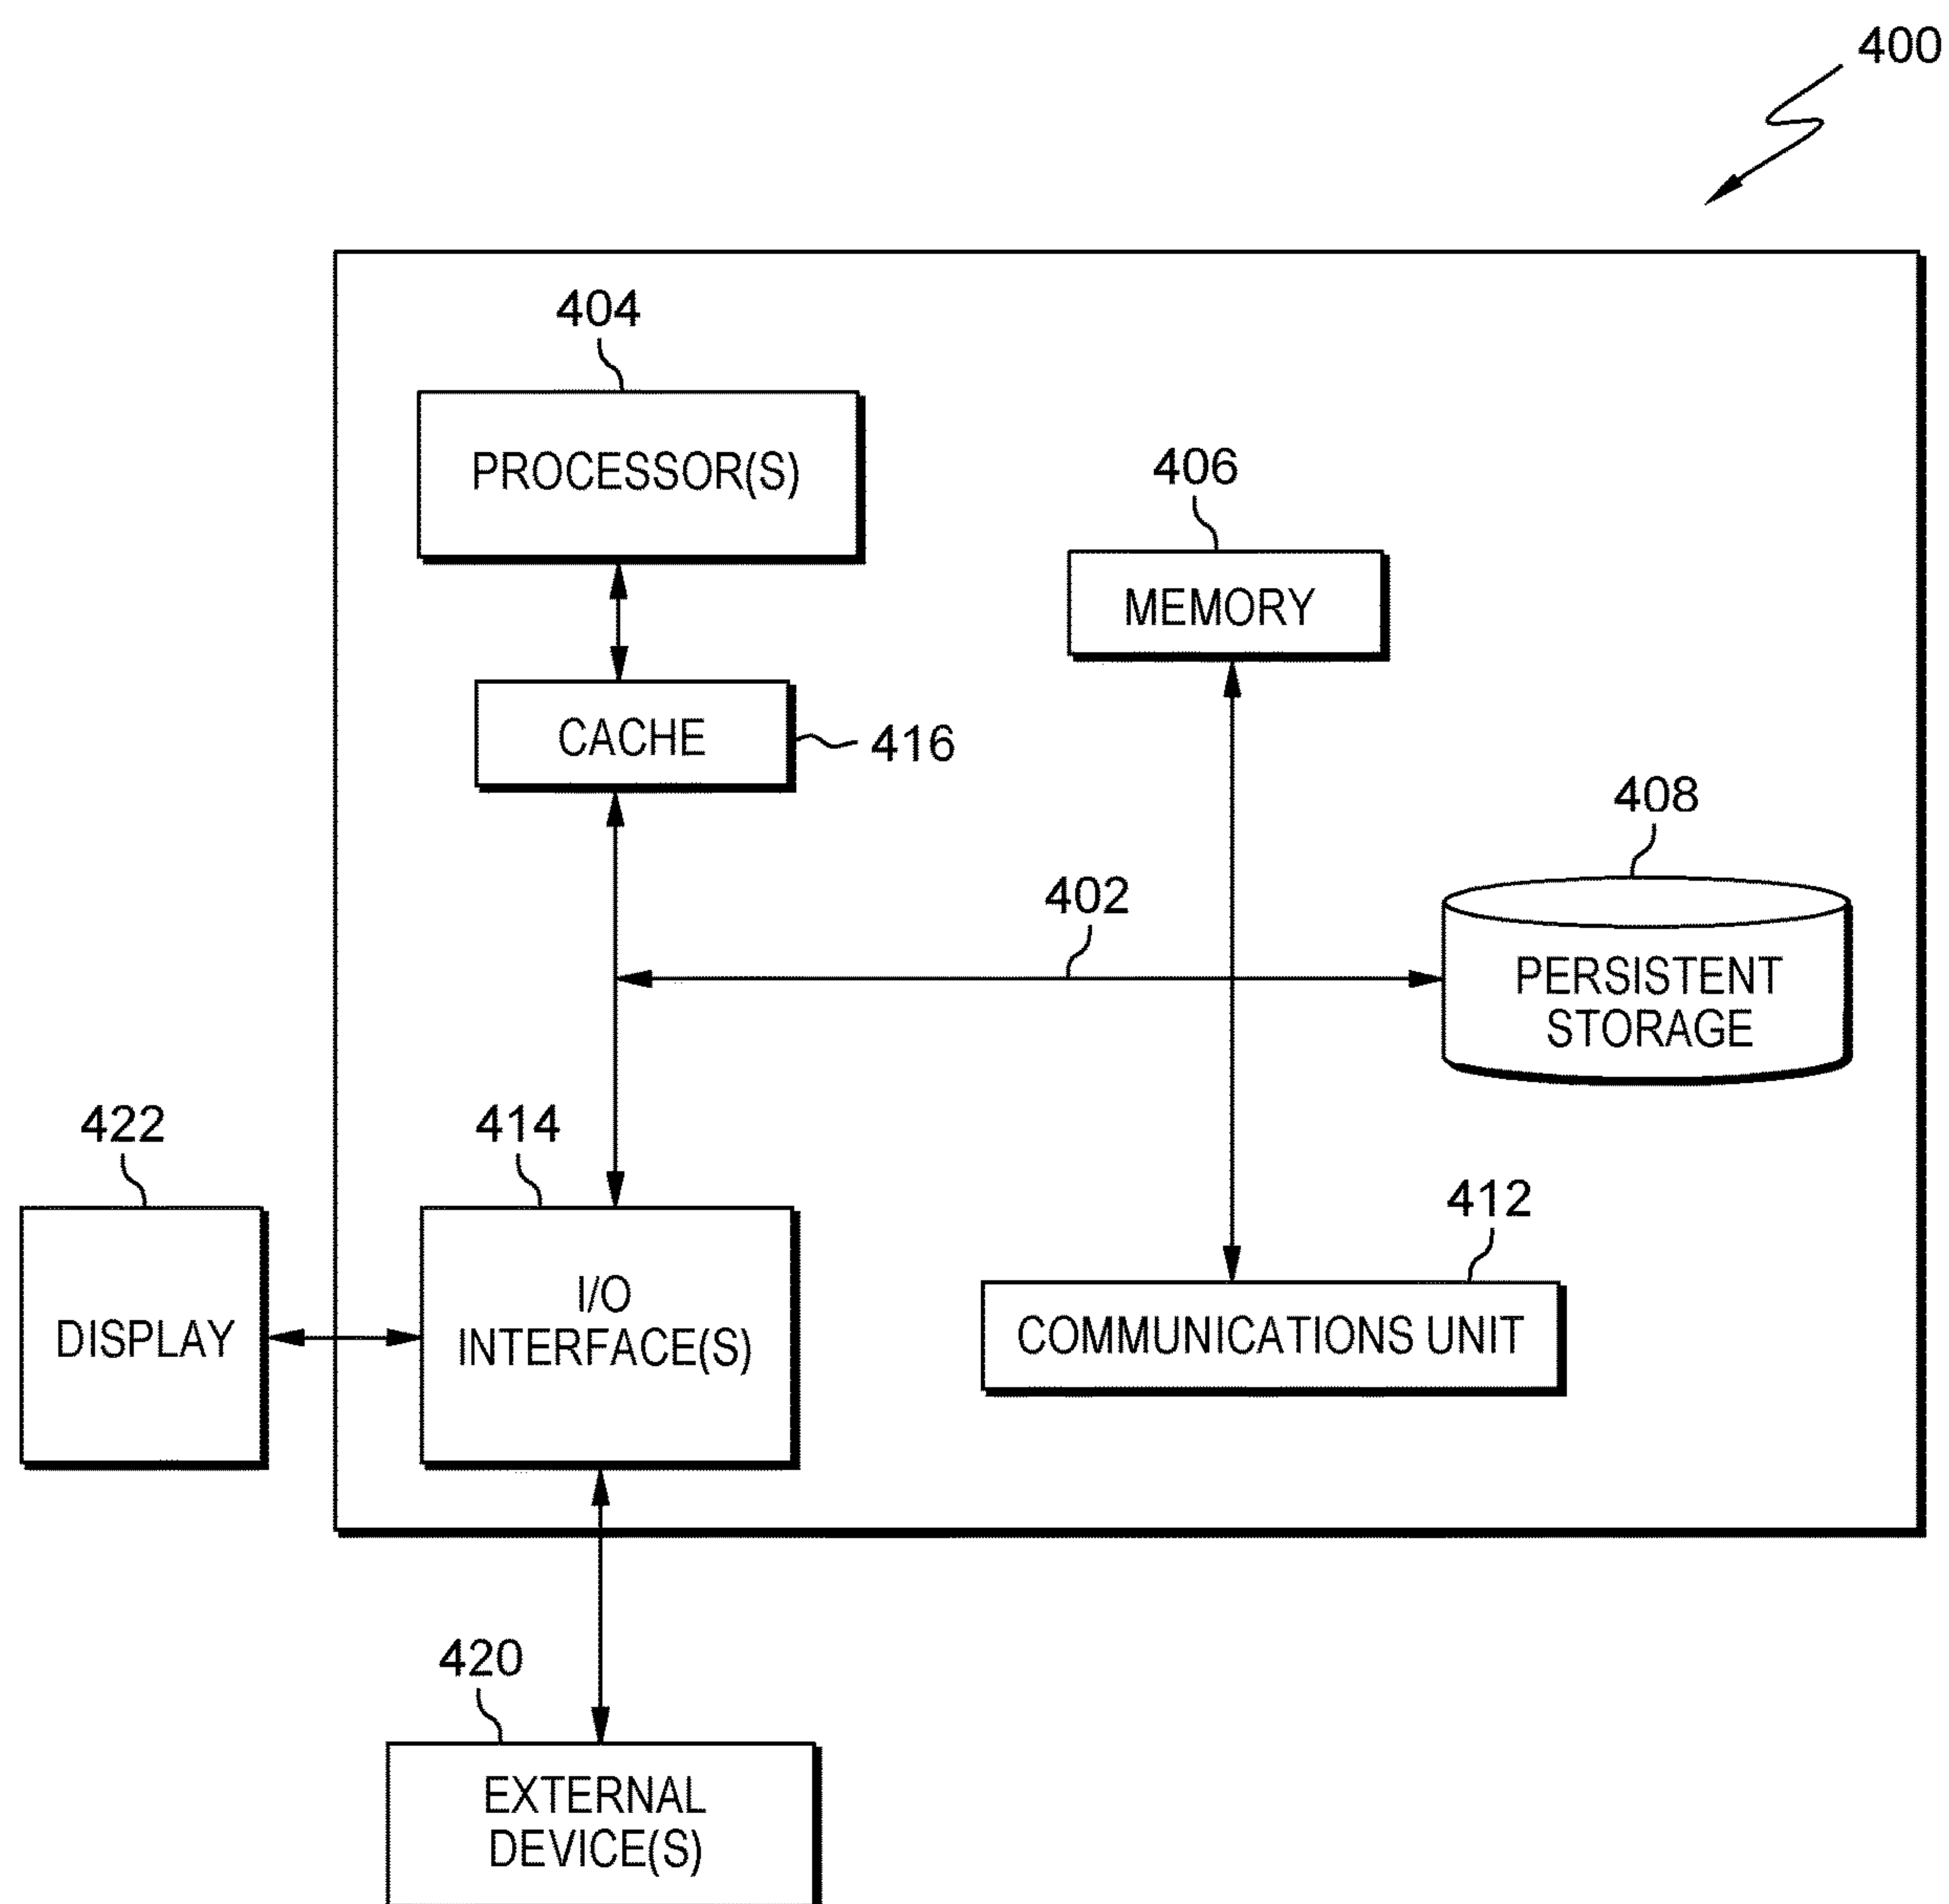 400
404
PROCESSOR(S)
406
MEMORY
CACHE
416
408
402
PERSISTENT
STORAGE
422
414
412
I/O
INTERFACE(S)
DISPLAY
COMMUNICATIONS UNIT
420
EXTERNAL
DEVICE(S)